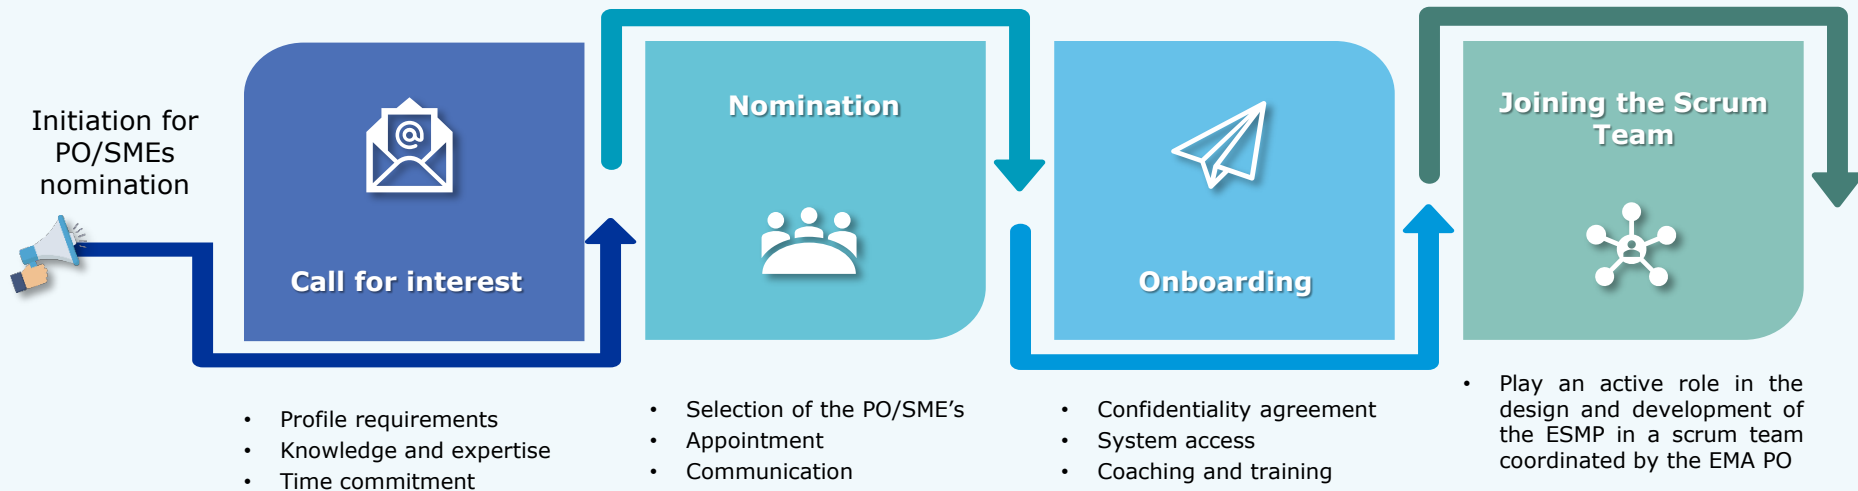 Initiation for
PO/SMEs
nomination
Call for interest
• Profile requirements
• Knowledge and expertise
• Time commitment
Nomination
• Selection of the PO/SME’s
• Appointment
• Communication
Onboarding
• Confidentiality agreement
• System access
• Coaching and training
Joining the Scrum
Team
• Play an active role in the
design and development of
the ESMP in a scrum team
coordinated by the EMA PO